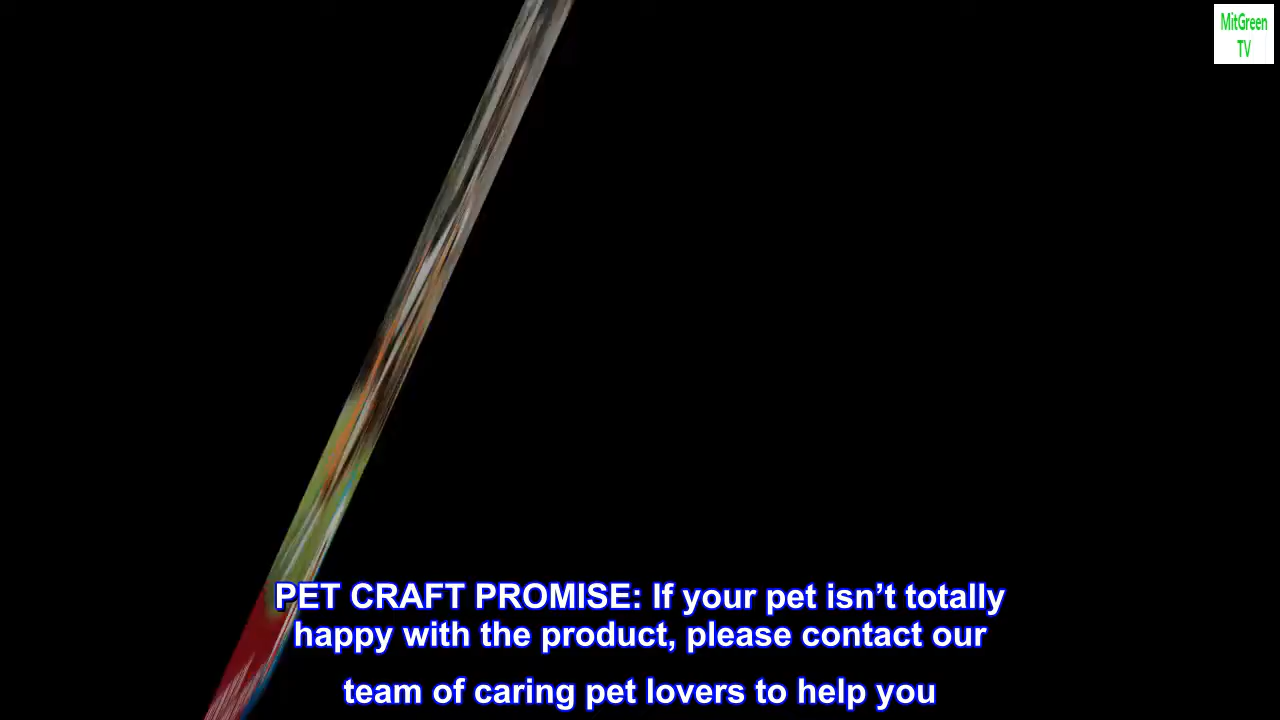 MitGreen
TV
PET CRAFT PROMISE: If your pet isn’t totally
happy with the product, please contact our
team of caring pet lovers to help you